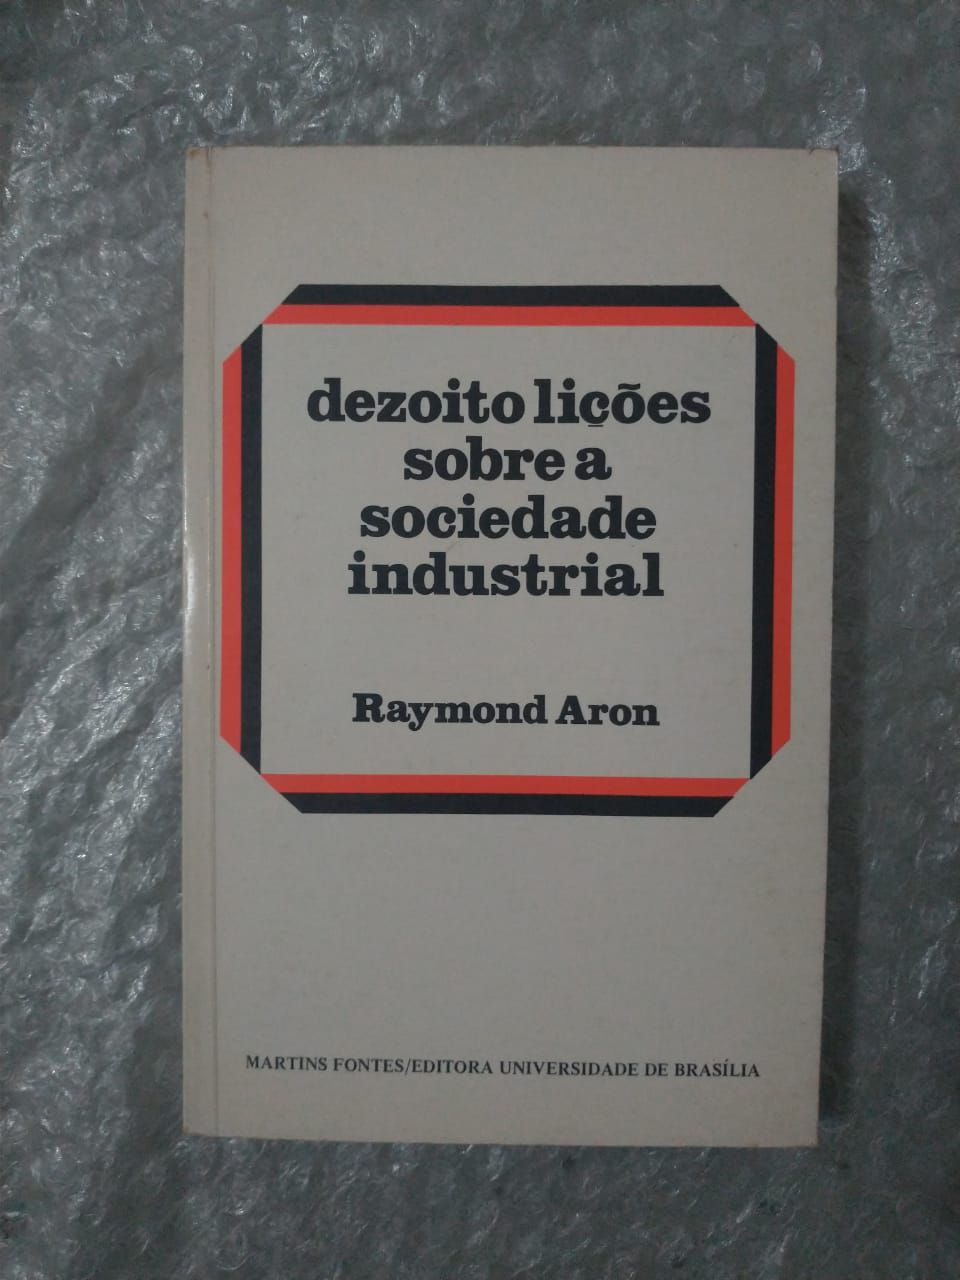 dezoito lições
sobre a
sociedade
industrial
Raymond Aron
MARTINS FONTES/EDITORA UNIVERSIDADE DE BRASÍLIA